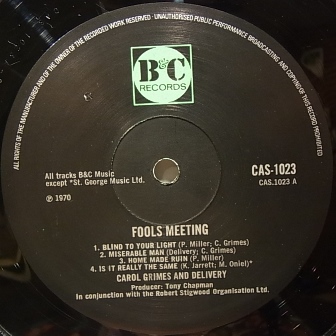 ALL RIGHTS OF THE MANUFACTURER AND OF THE OWNER OF THE RECORDED WORK RESERVED · UNAUTHORISED PUBLIC PERFORMANCE BROADCASTING AND COPYING OF THIS RECORD PROHIBITED
B&C
RECORDS
All tracks B&C Music
except *St. George Music Ltd.
℗ 1970
CAS-1023
CAS.1023 A
FOOLS MEETING
1. BLIND TO YOUR LIGHT (P. Miller; C. Grimes)
2. MISERABLE MAN (Delivery; C. Grimes)
3. HOME MADE RUIN (P. Miller)
4. IS IT REALLY THE SAME (K. Jarrett; M. Oniel)*
CAROL GRIMES AND DELIVERY
Producer: Tony Chapman
In conjunction with the Robert Stigwood Organisation Ltd.